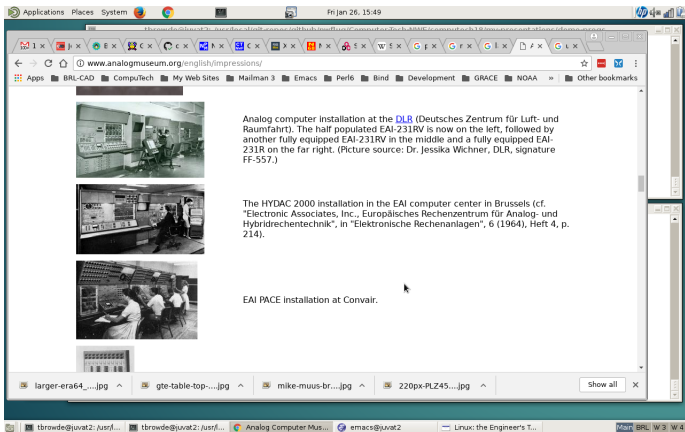 Applications Places System
Fri Jan 26, 15:49
www.analogmuseum.org/english/impressions/
Apps BRL-CAD CompuTech My Web Sites Mailman 3 Emacs Perl6 Bind Development GRACE NOAA » Other bookmarks
Analog computer installation at the DLR (Deutsches Zentrum für Luft- und
Raumfahrt). The half populated EAI-231RV is now on the left, followed by
another fully equipped EAI-231RV in the middle and a fully equipped EAI-
231R on the far right. (Picture source: Dr. Jessika Wichner, DLR, signature
FF-557.)
The HYDAC 2000 installation in the EAI computer center in Brussels (cf.
"Electronic Associates, Inc., Europäisches Rechenzentrum für Analog- und
Hybridrechentechnik", in "Elektronische Rechenanlagen", 6 (1964), Heft 4, p.
214).
EAI PACE installation at Convair.
larger-era64_....jpg gte-table-top-....jpg mike-muus-br....jpg 220px-PLZ45....jpg Show all
tbrowde@juvat2: /usr/l... tbrowde@juvat2: /usr/l... Analog Computer Mus... emacs@juvat2 Linux: the Engineer's T... Main BRL W 3 W 4